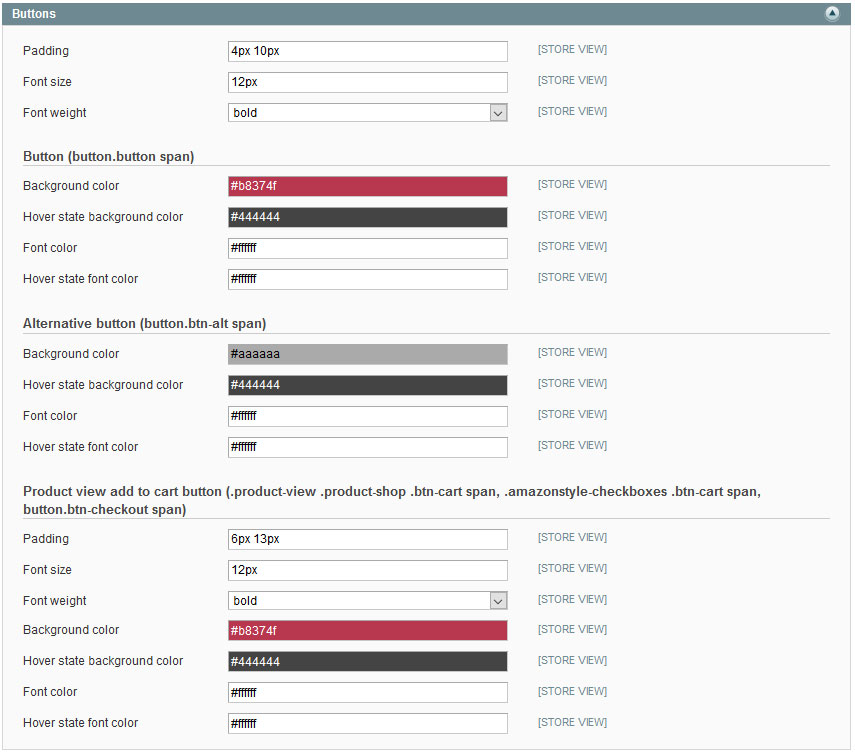 Buttons
Padding 4px 10px [STORE VIEW]
Font size 12px [STORE VIEW]
Font weight bold [STORE VIEW]
Button (button.button span)
Background color #b8374f [STORE VIEW]
Hover state background color #444444 [STORE VIEW]
Font color #ffffff [STORE VIEW]
Hover state font color #ffffff [STORE VIEW]
Alternative button (button.btn-alt span)
Background color #aaaaaa [STORE VIEW]
Hover state background color #444444 [STORE VIEW]
Font color #ffffff [STORE VIEW]
Hover state font color #ffffff [STORE VIEW]
Product view add to cart button (.product-view .product-shop .btn-cart span, .amazonstyle-checkboxes .btn-cart span,
button.btn-checkout span)
Padding 6px 13px [STORE VIEW]
Font size 12px [STORE VIEW]
Font weight bold [STORE VIEW]
Background color #b8374f [STORE VIEW]
Hover state background color #444444 [STORE VIEW]
Font color #ffffff [STORE VIEW]
Hover state font color #ffffff [STORE VIEW]